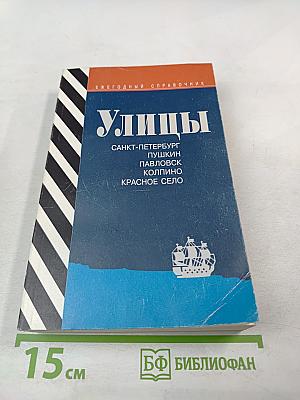 ЕЖЕГОДНЫЙ СПРАВОЧНИК
Улицы
САНКТ-ПЕТЕРБУРГ
ПУШКИН
ПАВЛОВСК
КОЛПИНО
КРАСНОЕ СЕЛО
15 см
БФ БИБЛИОФАН